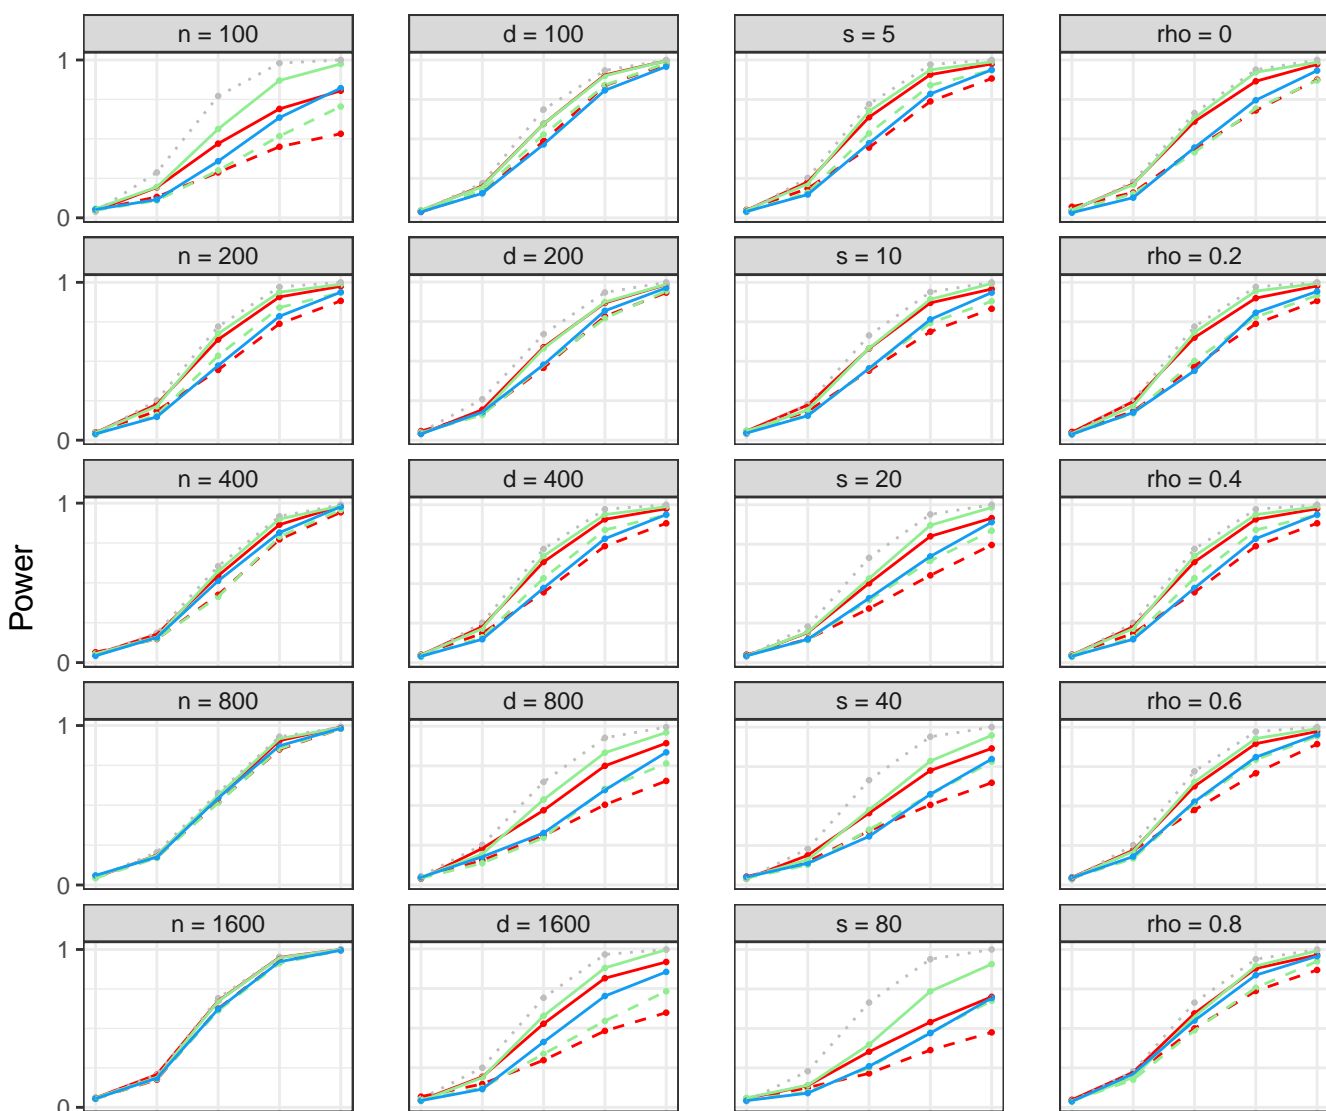 n = 100
d = 100
s = 5
rho = 0
1
0
n = 200
d = 200
s = 10
rho = 0.2
1
0
n = 400
d = 400
s = 20
rho = 0.4
1
0
Power
n = 800
d = 800
s = 40
rho = 0.6
1
0
n = 1600
d = 1600
s = 80
rho = 0.8
1
0